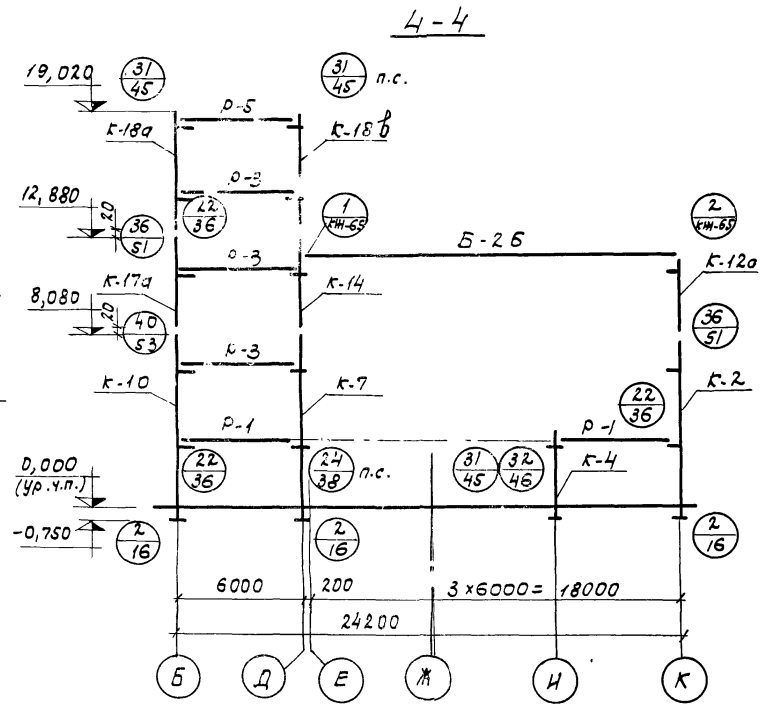 4-4
19,020
31
45
31
45
п.с.
Р-5
К-18а
К-18в
Р-3
12,880
20
36
51
22
36
1
КЖ-65
2
КЖ-65
Б-26
Р-3
К-17а
К-14
К-12а
8,080
20
40
53
36
51
Р-3
К-10
К-7
К-2
22
36
Р-1
Р-1
0,000
(ур.ч.п.)
22
36
24
38
п.с.
31
45
32
46
К-4
-0,750
2
16
2
16
2
16
6000
200
3×6000=
18000
24200
Б
Д
Е
Ж
И
К